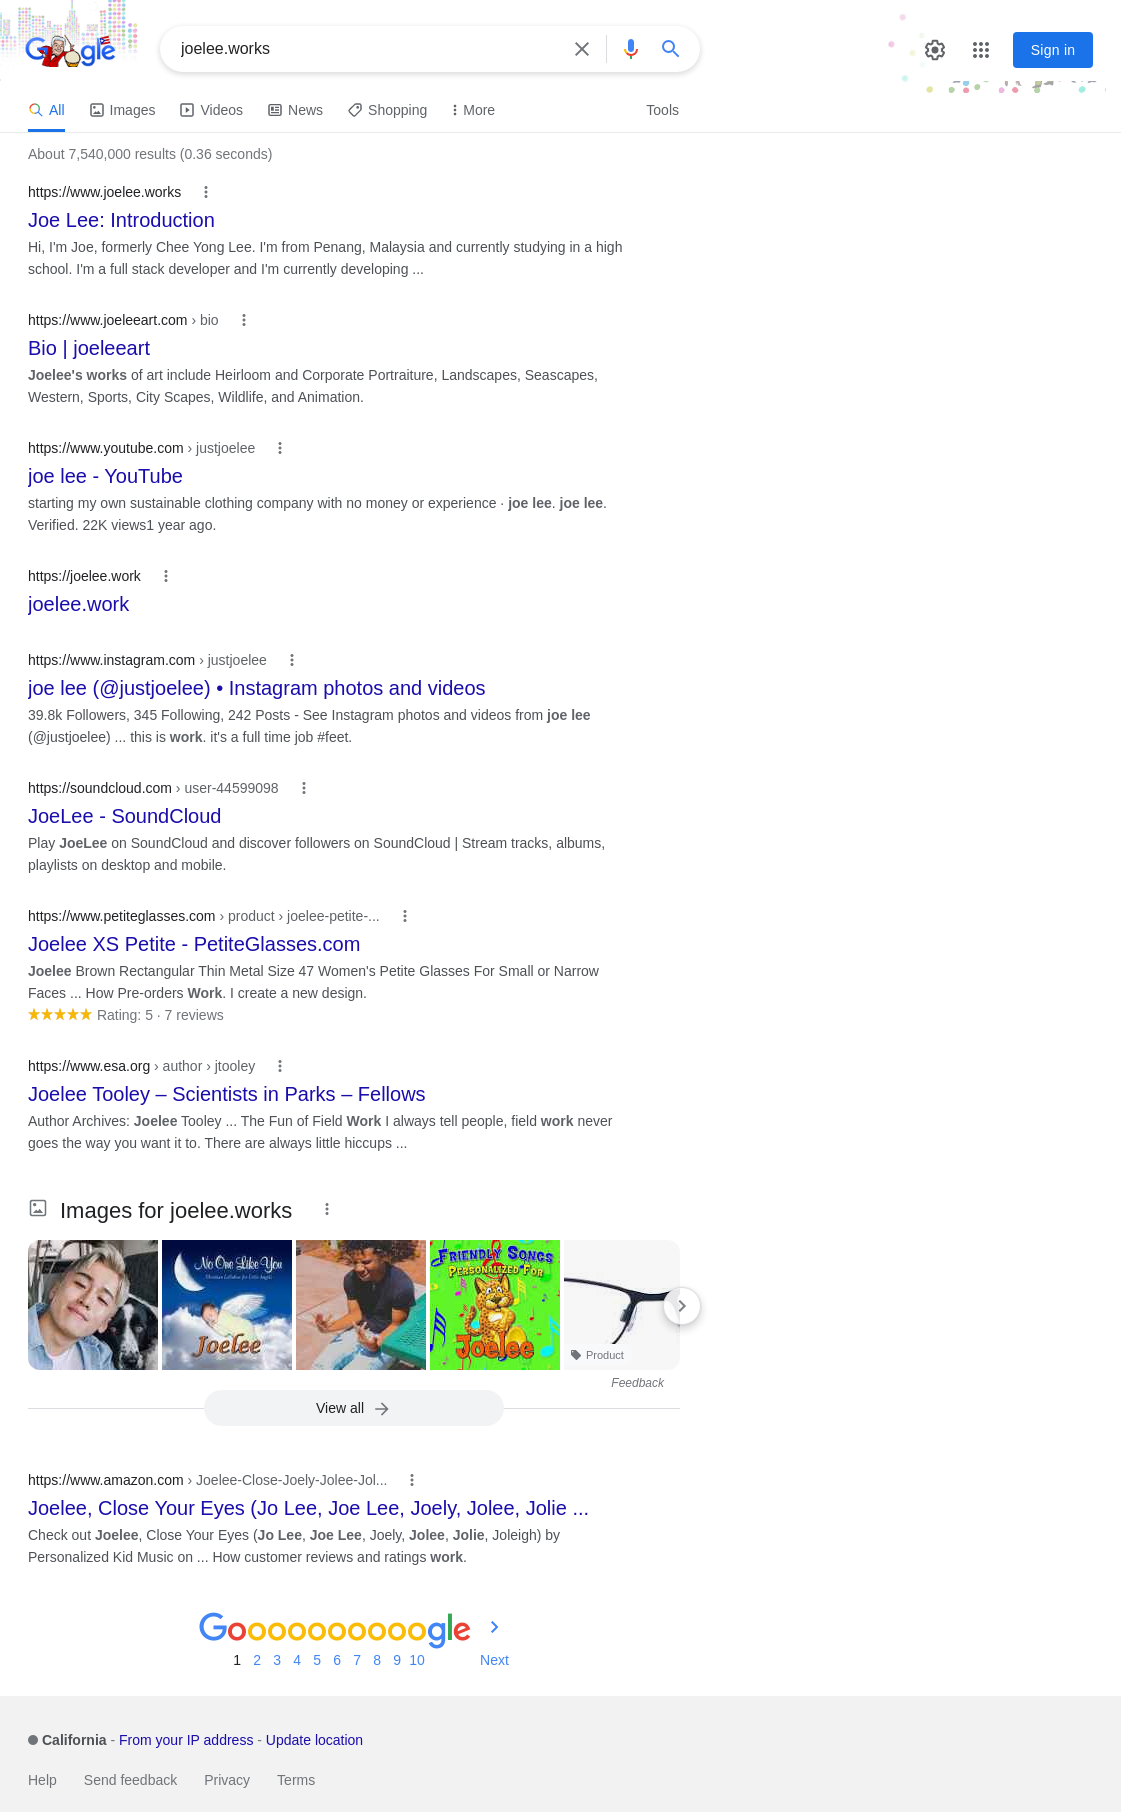 Google
joelee.works
Sign in
All
Images
Videos
News
Shopping
More
Tools
About 7,540,000 results (0.36 seconds)
https://www.joelee.works
Joe Lee: Introduction
Hi, I'm Joe, formerly Chee Yong Lee. I'm from Penang, Malaysia and currently studying in a high
school. I'm a full stack developer and I'm currently developing ...
https://www.joeleeart.com › bio
Bio | joeleeart
Joelee's works of art include Heirloom and Corporate Portraiture, Landscapes, Seascapes,
Western, Sports, City Scapes, Wildlife, and Animation.
https://www.youtube.com › justjoelee
joe lee - YouTube
starting my own sustainable clothing company with no money or experience · joe lee. joe lee.
Verified. 22K views1 year ago.
https://joelee.work
joelee.work
https://www.instagram.com › justjoelee
joe lee (@justjoelee) • Instagram photos and videos
39.8k Followers, 345 Following, 242 Posts - See Instagram photos and videos from joe lee
(@justjoelee) ... this is work. it's a full time job #feet.
https://soundcloud.com › user-44599098
JoeLee - SoundCloud
Play JoeLee on SoundCloud and discover followers on SoundCloud | Stream tracks, albums,
playlists on desktop and mobile.
https://www.petiteglasses.com › product › joelee-petite-...
Joelee XS Petite - PetiteGlasses.com
Joelee Brown Rectangular Thin Metal Size 47 Women's Petite Glasses For Small or Narrow
Faces ... How Pre-orders Work. I create a new design.
Rating: 5 · 7 reviews
https://www.esa.org › author › jtooley
Joelee Tooley – Scientists in Parks – Fellows
Author Archives: Joelee Tooley ... The Fun of Field Work I always tell people, field work never
goes the way you want it to. There are always little hiccups ...
Images for joelee.works
No One Like You
Joelee
FRIENDLY SONGS
PERSONALIZED FOR
Joelee
Product
Feedback
View all
https://www.amazon.com › Joelee-Close-Joely-Jolee-Jol...
Joelee, Close Your Eyes (Jo Lee, Joe Lee, Joely, Jolee, Jolie ...
Check out Joelee, Close Your Eyes (Jo Lee, Joe Lee, Joely, Jolee, Jolie, Joleigh) by
Personalized Kid Music on ... How customer reviews and ratings work.
Goooooooooogle
1 2 3 4 5 6 7 8 9 10 Next
California - From your IP address - Update location
Help Send feedback Privacy Terms